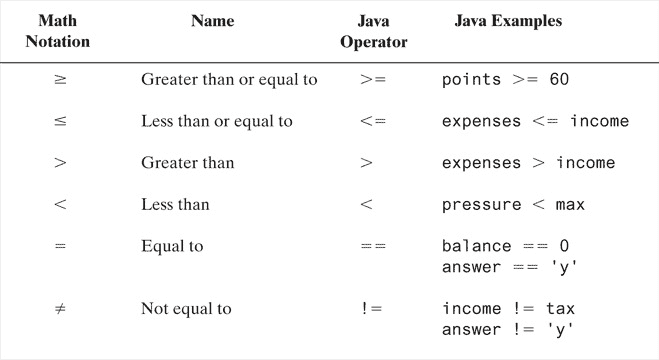 Math Notation Name Java Operator Java Examples
≥ Greater than or equal to >= points >= 60
≤ Less than or equal to <= expenses <= income
> Greater than > expenses > income
< Less than < pressure < max
= Equal to == balance == 0
answer == 'y'
≠ Not equal to != income != tax
answer != 'y'